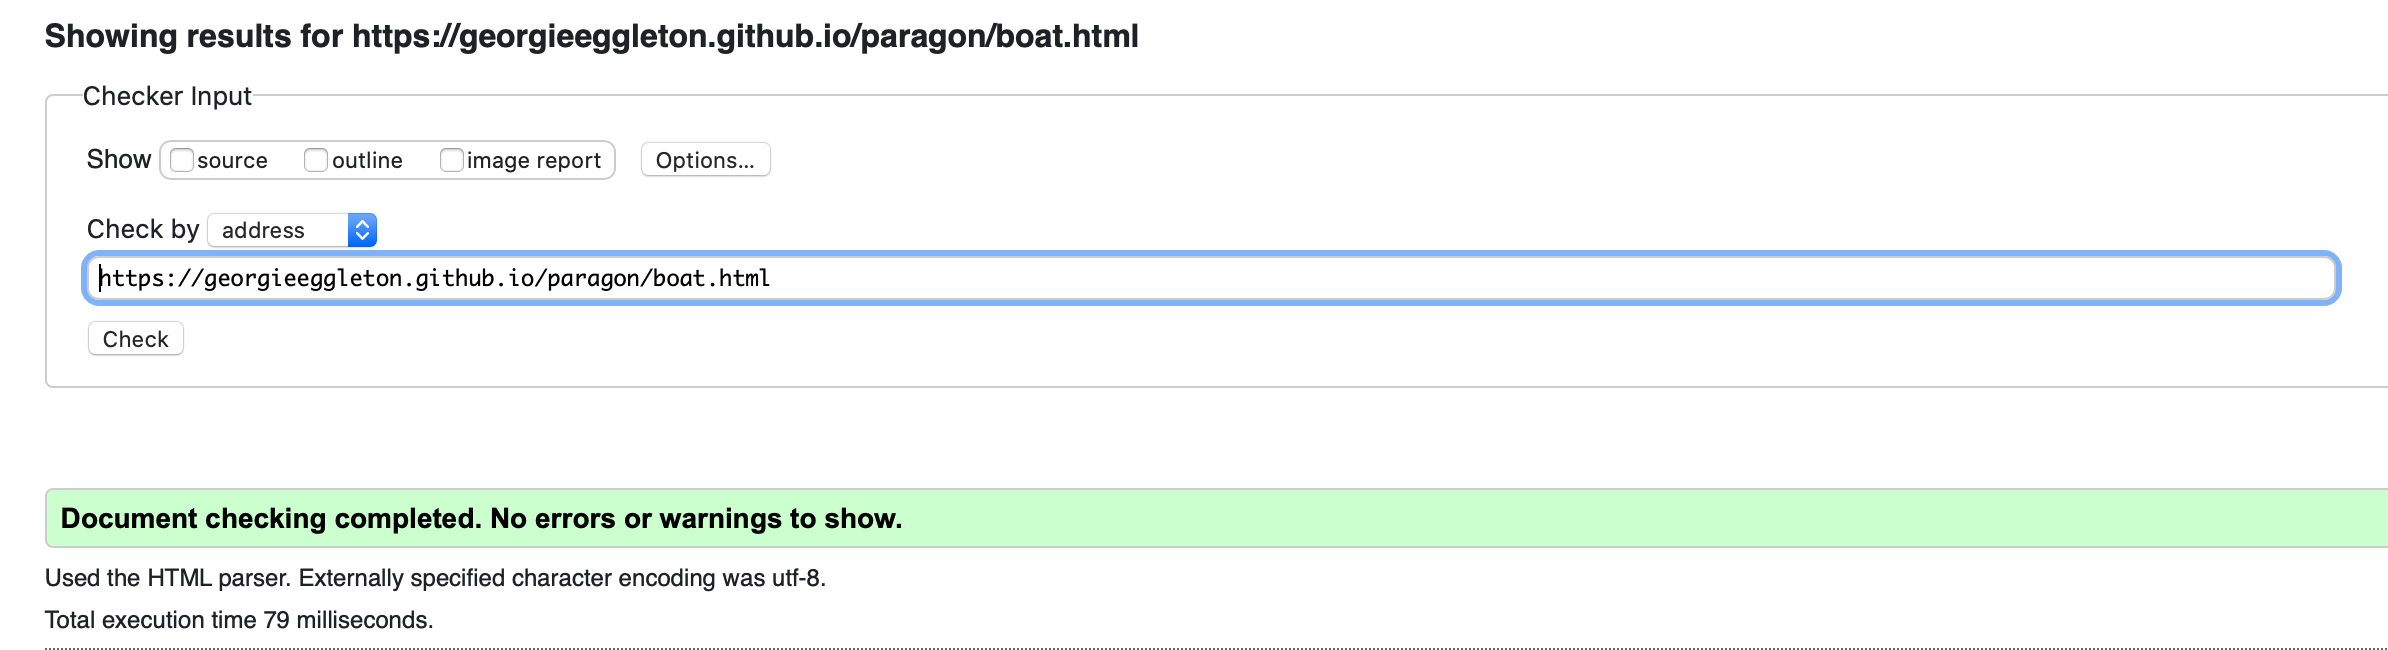 Showing results for https://georgieeggleton.github.io/paragon/boat.html
Checker Input
Show source outline image report Options...
Check by address
https://georgieeggleton.github.io/paragon/boat.html
Check
Document checking completed. No errors or warnings to show.
Used the HTML parser. Externally specified character encoding was utf-8.
Total execution time 79 milliseconds.